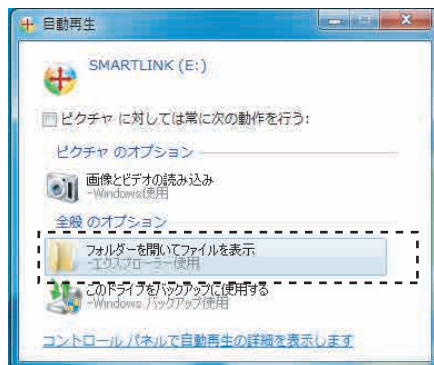 自動再生
SMARTLINK (E:)
ピクチャ に対しては常に次の動作を行う:
ピクチャ のオプション
画像とビデオの読み込み
-Windows使用
全般 のオプション
フォルダーを開いてファイルを表示
-エクスプローラー使用
このドライブをバックアップに使用する
-Windows バックアップ使用
コントロール パネルで自動再生の詳細を表示します